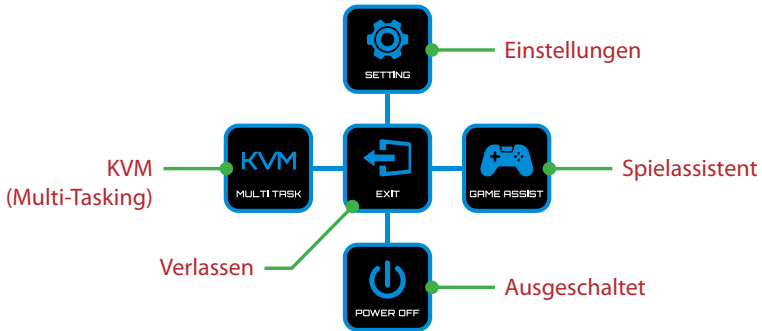 SETTING
Einstellungen
KVM
MULTI TASK
KVM
(Multi-Tasking)
EXIT
Verlassen
GAME ASSIST
Spielassistent
POWER OFF
Ausgeschaltet